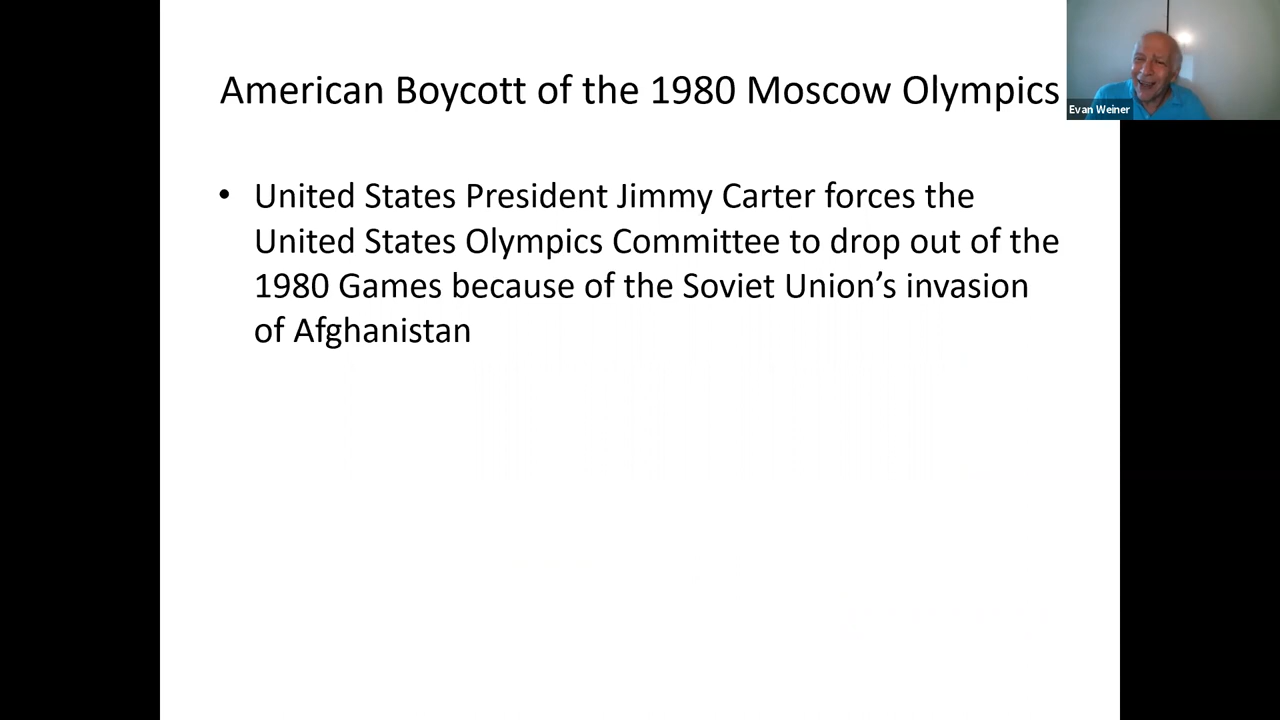 American Boycott of the 1980 Moscow Olympics
Evan Weiner
• United States President Jimmy Carter forces the
United States Olympics Committee to drop out of the
1980 Games because of the Soviet Union’s invasion
of Afghanistan